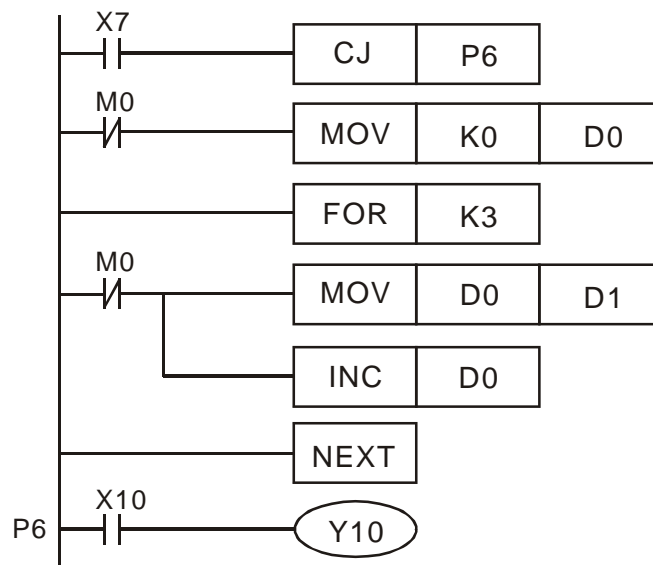 X7
CJ P6
M0
MOV K0 D0
FOR K3
M0
MOV D0 D1
INC D0
NEXT
X10
P6 Y10